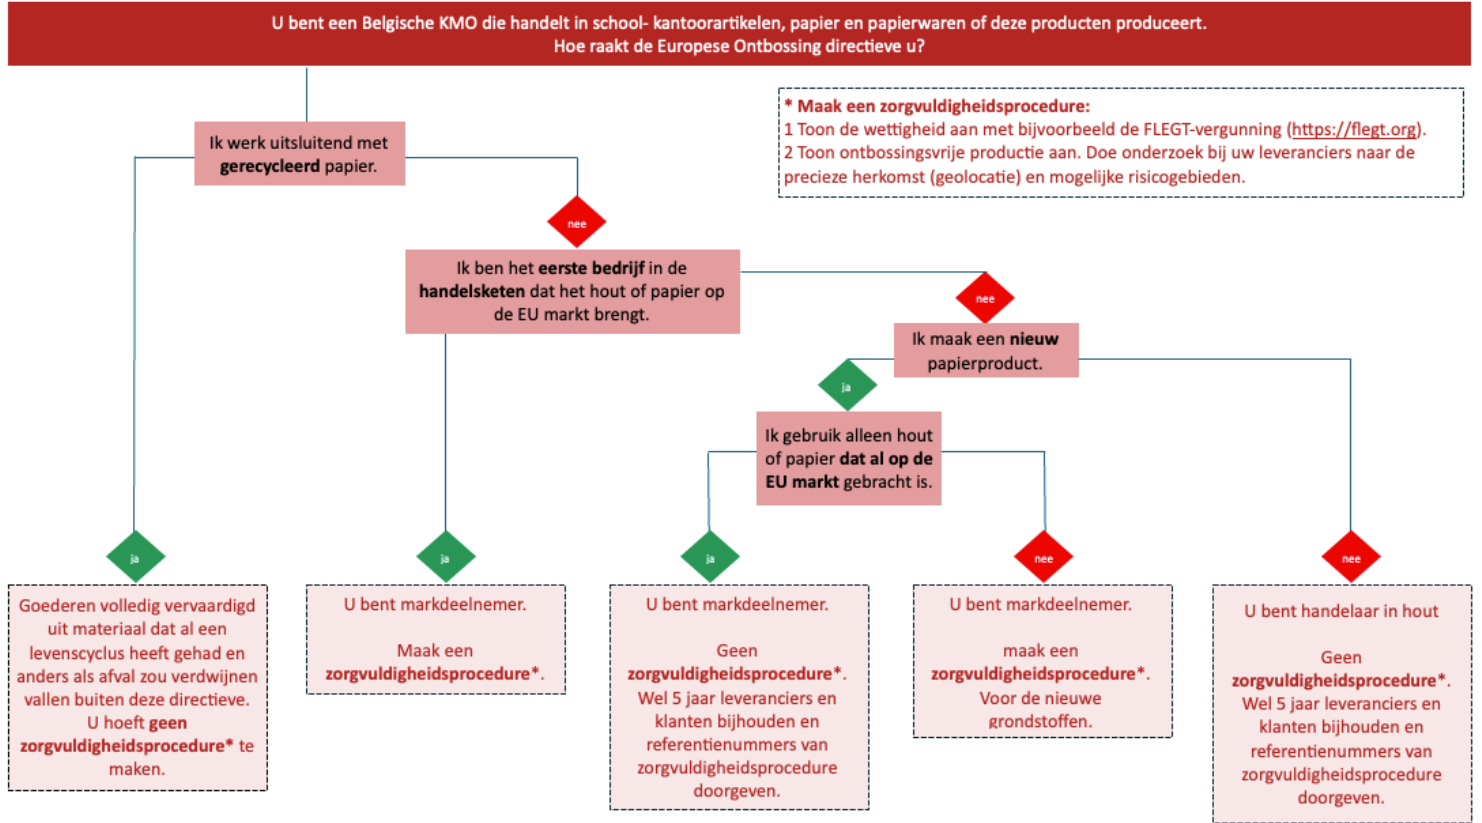 U bent een Belgische KMO die handelt in school- kantoorartikelen, papier en papierwaren of deze producten produceert.
Hoe raakt de Europese Ontbossing directieve u?
* Maak een zorgvuldigheidsprocedure:
1 Toon de wettigheid aan met bijvoorbeeld de FLEGT-vergunning (https://flegt.org).
2 Toon ontbossingsvrije productie aan. Doe onderzoek bij uw leveranciers naar de
precieze herkomst (geolocatie) en mogelijke risicogebieden.
Ik werk uitsluitend met
gerecycleerd papier.
nee
Ik ben het eerste bedrijf in de
handelsketen dat het hout of papier op
de EU markt brengt.
nee
Ik maak een nieuw
papierproduct.
ja
Ik gebruik alleen hout
of papier dat al op de
EU markt gebracht is.
ja
ja
ja
nee
nee
Goederen volledig vervaardigd
uit materiaal dat al een
levenscyclus heeft gehad en
anders als afval zou verdwijnen
vallen buiten deze directieve.
U hoeft geen
zorgvuldigheidsprocedure* te
maken.
U bent markdeelnemer.
Maak een
zorgvuldigheidsprocedure*.
U bent markdeelnemer.
Geen
zorgvuldigheidsprocedure*.
Wel 5 jaar leveranciers en
klanten bijhouden en
referentienummers van
zorgvuldigheidsprocedure
doorgeven.
U bent markdeelnemer.
maak een
zorgvuldigheidsprocedure*.
Voor de nieuwe
grondstoffen.
U bent handelaar in hout
Geen
zorgvuldigheidsprocedure*.
Wel 5 jaar leveranciers en
klanten bijhouden en
referentienummers van
zorgvuldigheidsprocedure
doorgeven.